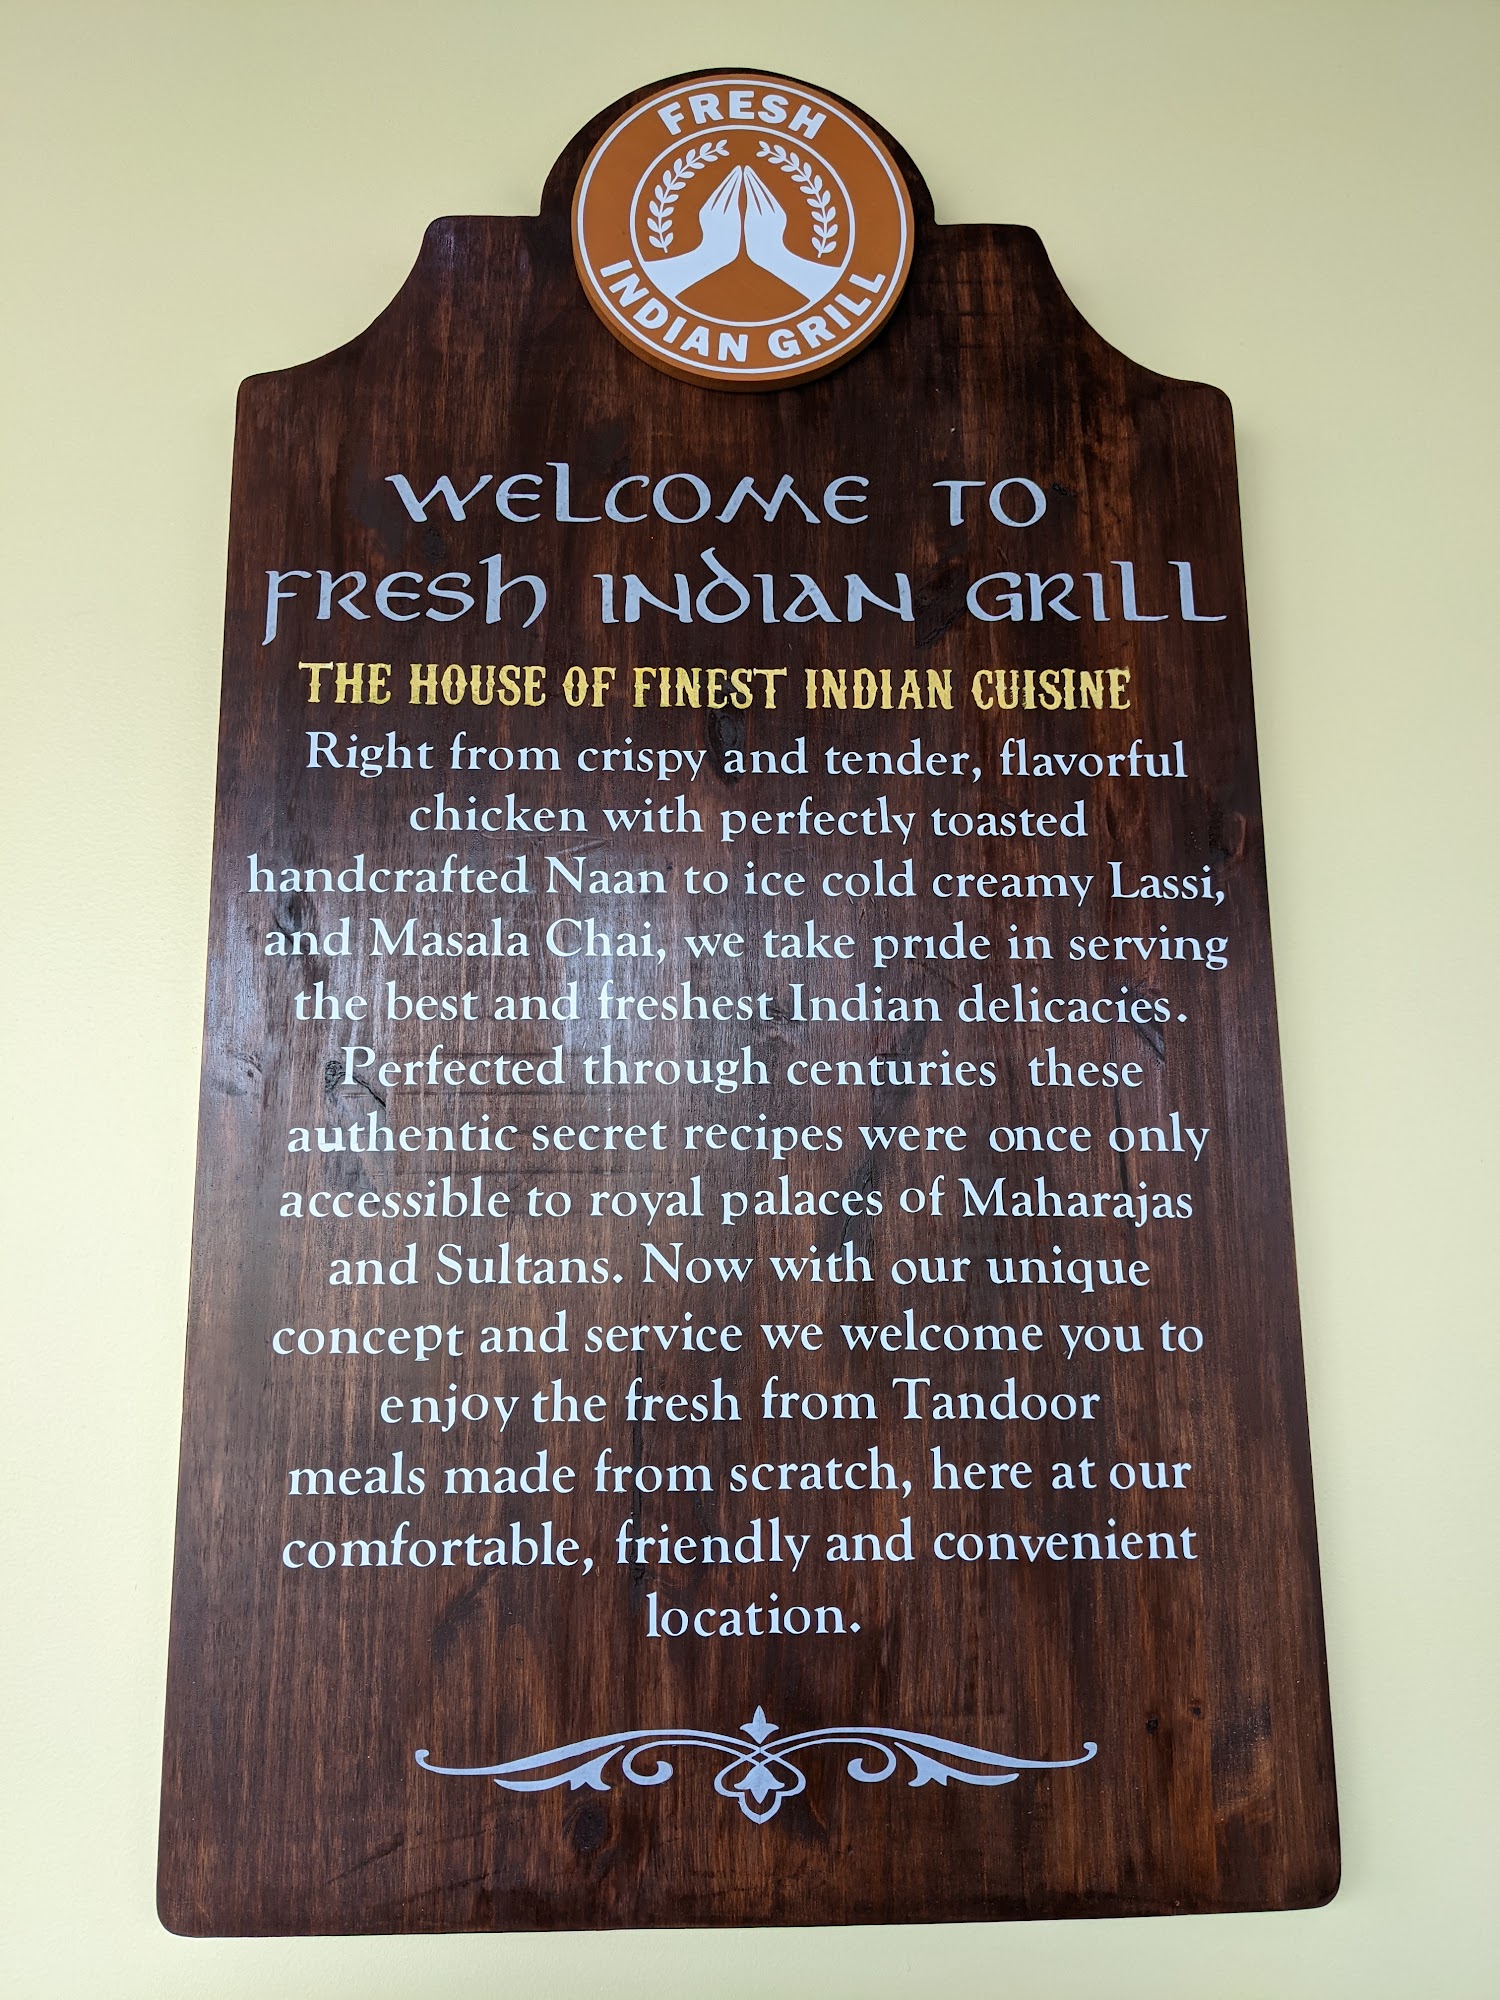 FRESH
INDIAN GRILL
WELCOME TO
FRESH INDIAN GRILL
THE HOUSE OF FINEST INDIAN CUISINE
Right from crispy and tender, flavorful
chicken with perfectly toasted
handcrafted Naan to ice cold creamy Lassi,
and Masala Chai, we take pride in serving
the best and freshest Indian delicacies.
Perfected through centuries these
authentic secret recipes were once only
accessible to royal palaces of Maharajas
and Sultans. Now with our unique
concept and service we welcome you to
enjoy the fresh from Tandoor
meals made from scratch, here at our
comfortable, friendly and convenient
location.